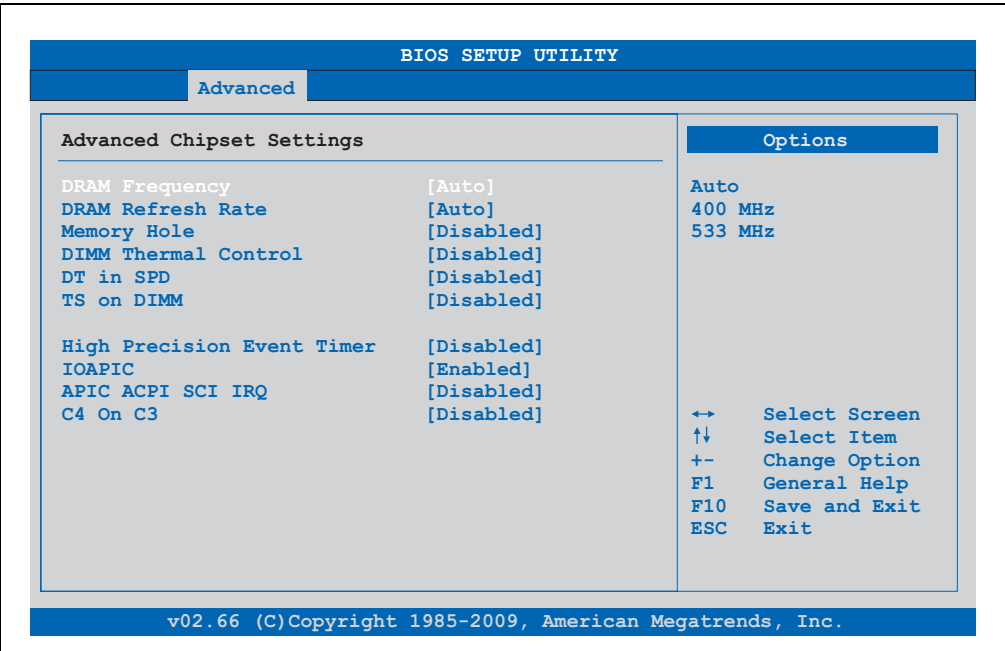 BIOS SETUP UTILITY
Advanced
Advanced Chipset Settings
DRAM Frequency [Auto]
DRAM Refresh Rate [Auto]
Memory Hole [Disabled]
DIMM Thermal Control [Disabled]
DT in SPD [Disabled]
TS on DIMM [Disabled]
High Precision Event Timer [Disabled]
IOAPIC [Enabled]
APIC ACPI SCI IRQ [Disabled]
C4 On C3 [Disabled]
Options
Auto
400 MHz
533 MHz
↔ Select Screen
↑↓ Select Item
+- Change Option
F1 General Help
F10 Save and Exit
ESC Exit
v02.66 (C)Copyright 1985-2009, American Megatrends, Inc.